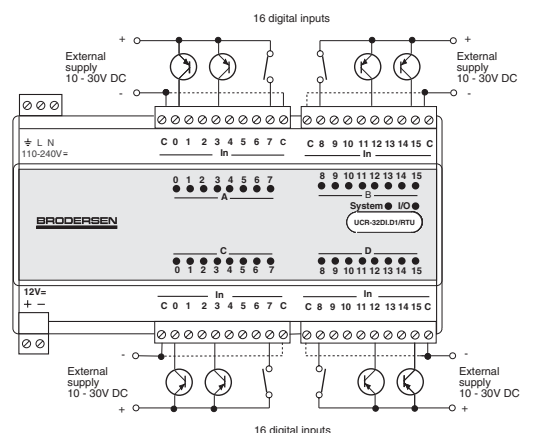 16 digital inputs
+ +
External supply 10 - 30V DC
External supply 10 - 30V DC
- -
L N
110-240V=
C 0 1 2 3 4 5 6 7 C
In
C 8 9 10 11 12 13 14 15 C
In
0 1 2 3 4 5 6 7
A
8 9 10 11 12 13 14 15
B
System I/O
BRODERSEN
UCR-32DI.D1/RTU
C
0 1 2 3 4 5 6 7
D
8 9 10 11 12 13 14 15
12V=
+ −
In
C 0 1 2 3 4 5 6 7 C
In
C 8 9 10 11 12 13 14 15 C
- -
External supply 10 - 30V DC
External supply 10 - 30V DC
+ +
16 digital inputs